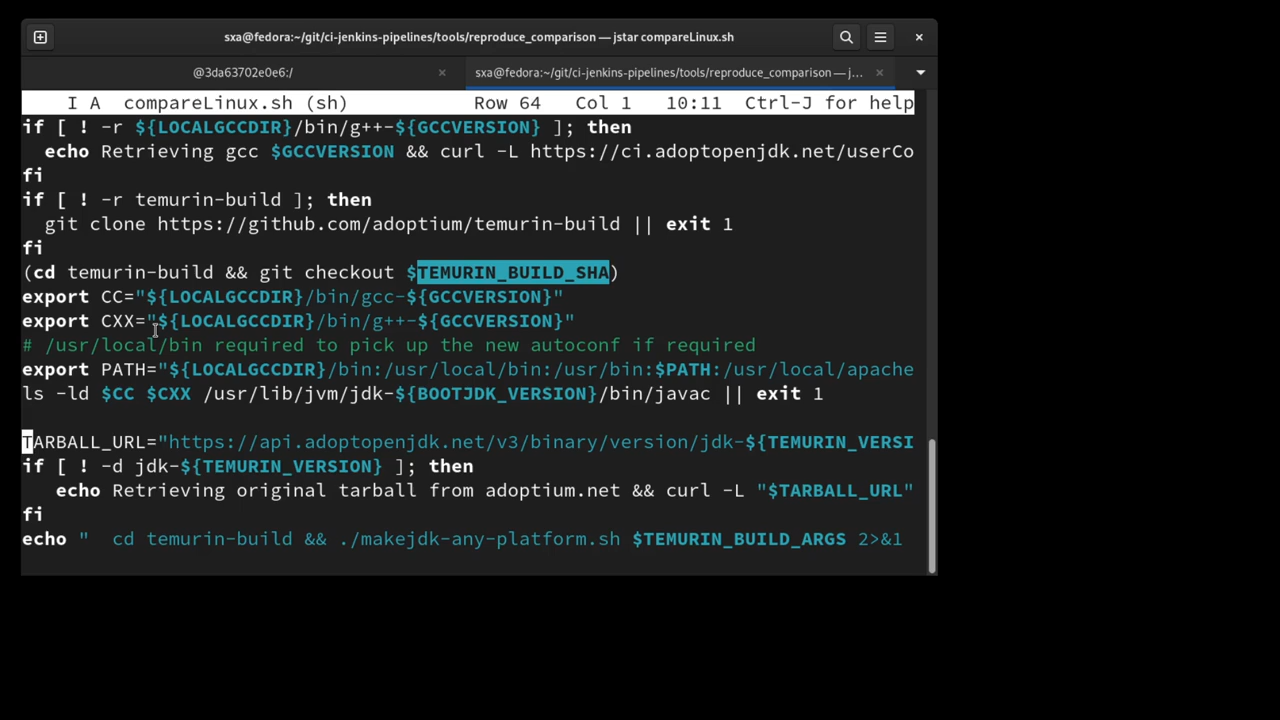 sxa@fedora:~/git/ci-jenkins-pipelines/tools/reproduce_comparison — jstar compareLinux.sh
@3da63702e0e6:/
sxa@fedora:~/git/ci-jenkins-pipelines/tools/reproduce_comparison — j…
I A compareLinux.sh (sh) Row 64 Col 1 10:11 Ctrl-J for help
if [ ! -r ${LOCALGCCDIR}/bin/g++-${GCCVERSION} ]; then
  echo Retrieving gcc $GCCVERSION && curl -L https://ci.adoptopenjdk.net/userCo
fi
if [ ! -r temurin-build ]; then
  git clone https://github.com/adoptium/temurin-build || exit 1
fi
(cd temurin-build && git checkout $TEMURIN_BUILD_SHA)
export CC="${LOCALGCCDIR}/bin/gcc-${GCCVERSION}"
export CXX="${LOCALGCCDIR}/bin/g++-${GCCVERSION}"
# /usr/local/bin required to pick up the new autoconf if required
export PATH="${LOCALGCCDIR}/bin:/usr/local/bin:/usr/bin:$PATH:/usr/local/apache
ls -ld $CC $CXX /usr/lib/jvm/jdk-${BOOTJDK_VERSION}/bin/javac || exit 1
TARBALL_URL="https://api.adoptopenjdk.net/v3/binary/version/jdk-${TEMURIN_VERSI
if [ ! -d jdk-${TEMURIN_VERSION} ]; then
   echo Retrieving original tarball from adoptium.net && curl -L "$TARBALL_URL"
fi
echo "  cd temurin-build && ./makejdk-any-platform.sh $TEMURIN_BUILD_ARGS 2>&1